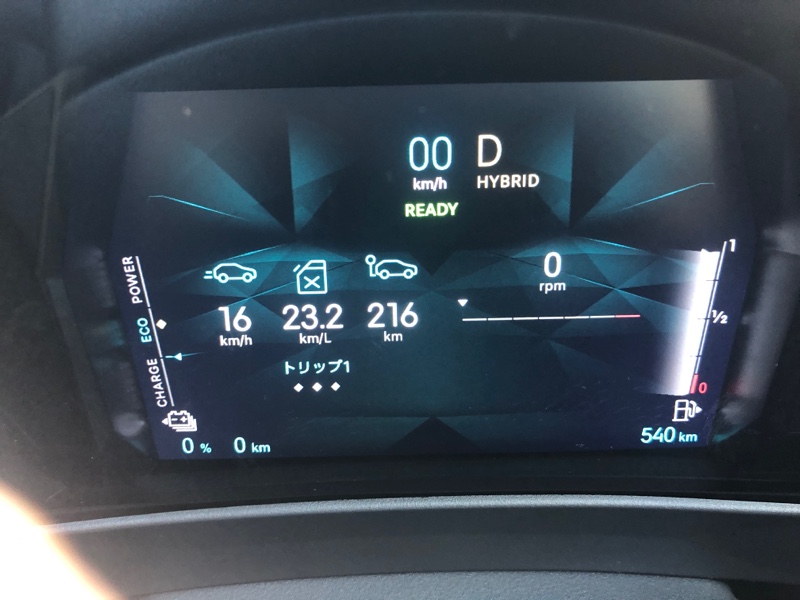 00 D
km/h HYBRID
READY
POWER
ECO
CHARGE
16
km/h
23.2
km/L
216
km
トリップ1
0
rpm
1
1/2
0
0 % 0 km
540 km